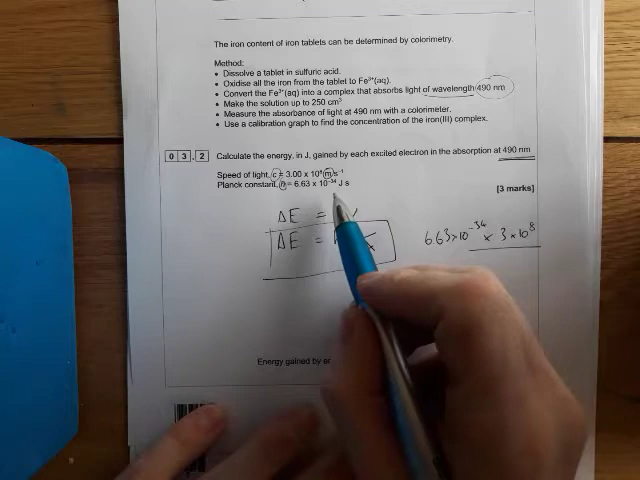 The iron content of iron tablets can be determined by colorimetry.
Method:
• Dissolve a tablet in sulfuric acid.
• Oxidise all the iron from the tablet to Fe³⁺(aq).
• Convert the Fe³⁺(aq) into a complex that absorbs light of wavelength 490 nm
• Make the solution up to 250 cm³
• Measure the absorbance of light at 490 nm with a colorimeter.
• Use a calibration graph to find the concentration of the iron(III) complex.
0 3 . 2 Calculate the energy, in J, gained by each excited electron in the absorption at 490 nm
Speed of light, c = 3.00 x 10⁸ m s⁻¹
Planck constant, h = 6.63 x 10⁻³⁴ J s
[3 marks]
ΔE =
ΔE =
6.63 × 10⁻³⁴ × 3 × 10⁸
Energy gained by